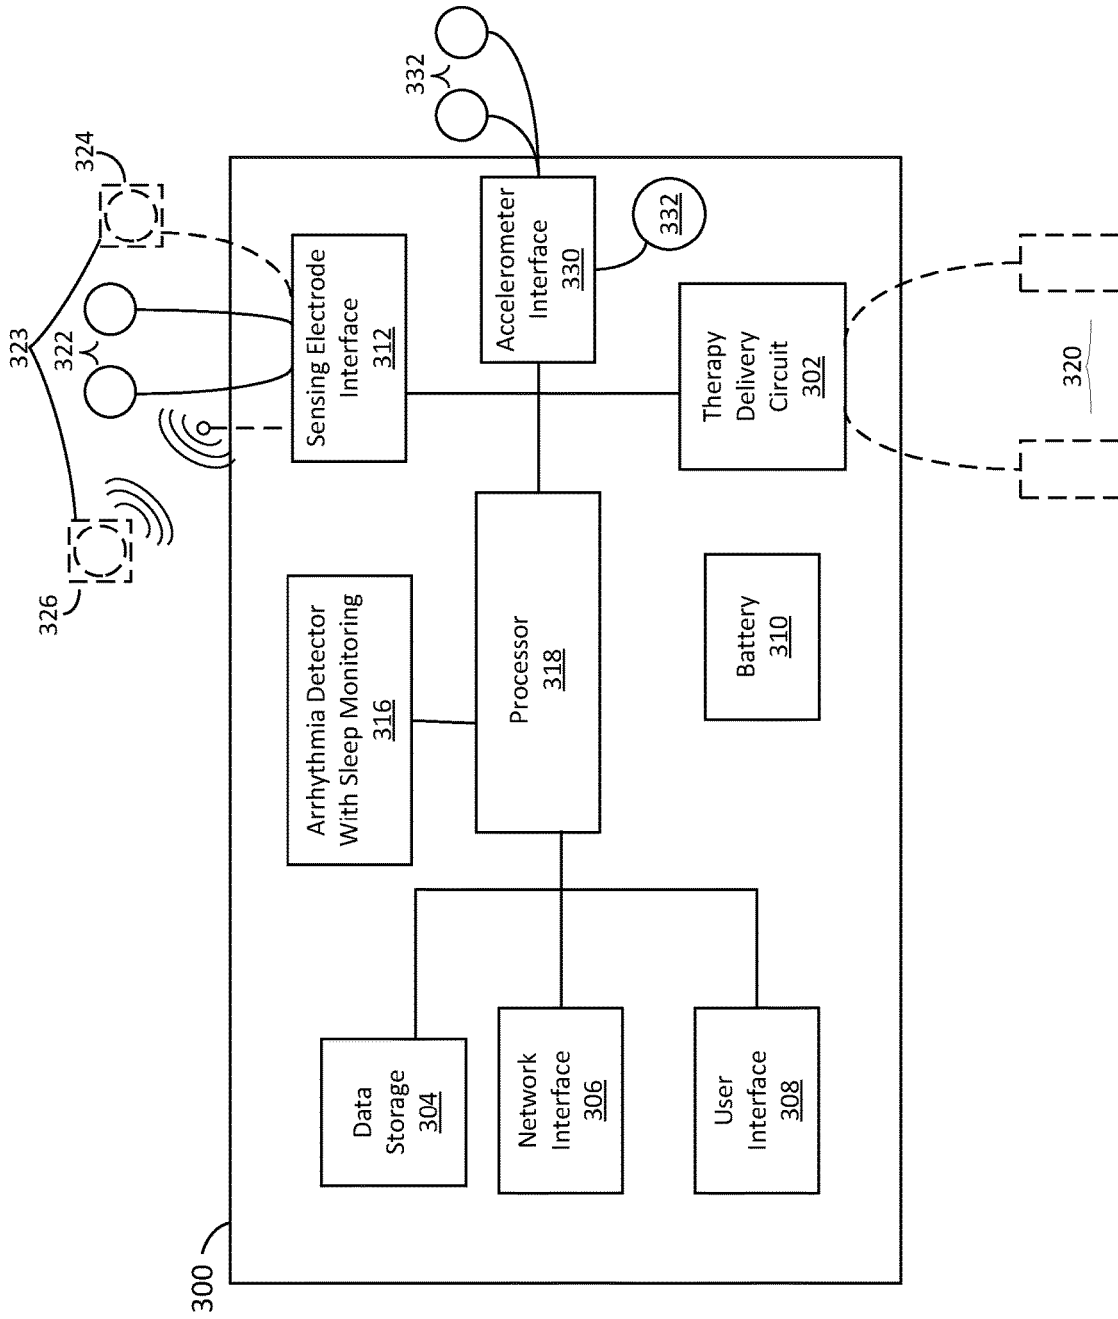 300
Data
Storage
304
Network
Interface
306
User
Interface
308
Arrhythmia Detector
With Sleep Monitoring
316
Processor
318
Battery
310
326
323
322
324
Sensing Electrode
Interface
312
332
Accelerometer
Interface
330
332
Therapy
Delivery
Circuit
302
320